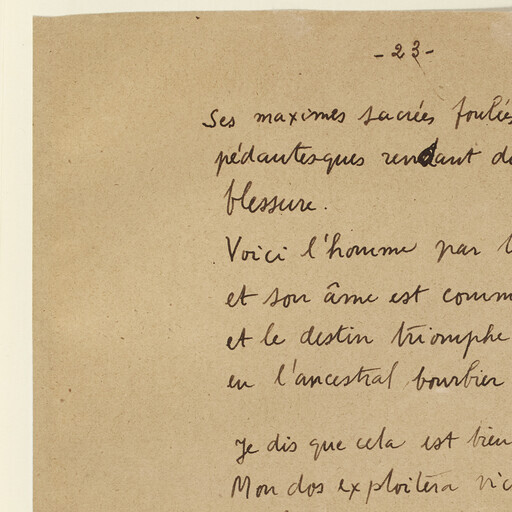 -23-
Ses maximes sacrées foulées
pédantesques rendant
blessure.
Voici l'homme par
et son âme est comm
et le destin triomphe
en l'ancestral bourbier
Je dis que cela est bien
Mon dos exploitera vic